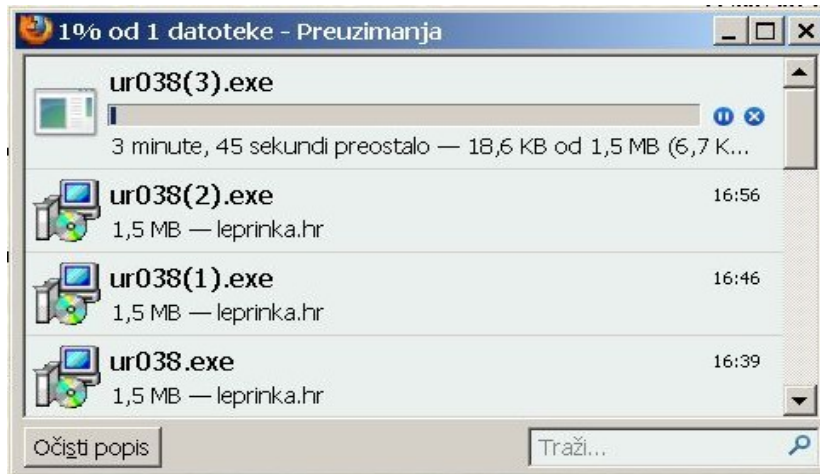 1% od 1 datoteke - Preuzimanja
ur038(3).exe
3 minute, 45 sekundi preostalo — 18,6 KB od 1,5 MB (6,7 K...
ur038(2).exe
16:56
1,5 MB — leprinka.hr
ur038(1).exe
16:46
1,5 MB — leprinka.hr
ur038.exe
16:39
1,5 MB — leprinka.hr
Očisti popis
Traži...